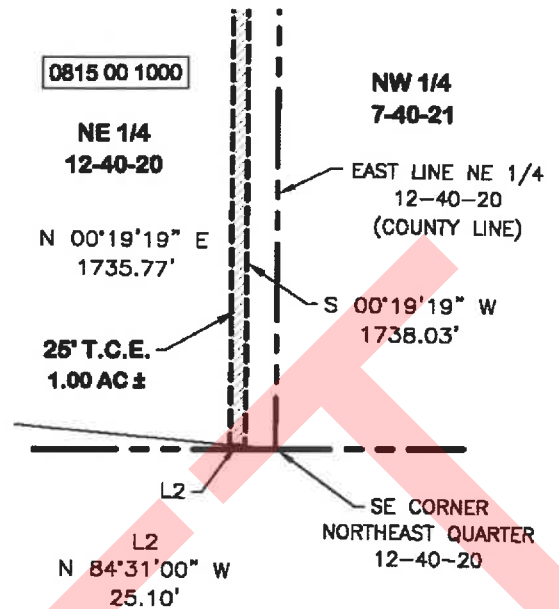 0815 00 1000
NE 1/4
12-40-20
NW 1/4
7-40-21
EAST LINE NE 1/4
12-40-20
(COUNTY LINE)
N 00°19'19" E
1735.77'
S 00°19'19" W
1738.03'
25' T.C.E.
1.00 AC ±
L2
SE CORNER
NORTHEAST QUARTER
12-40-20
L2
N 84°31'00" W
25.10'